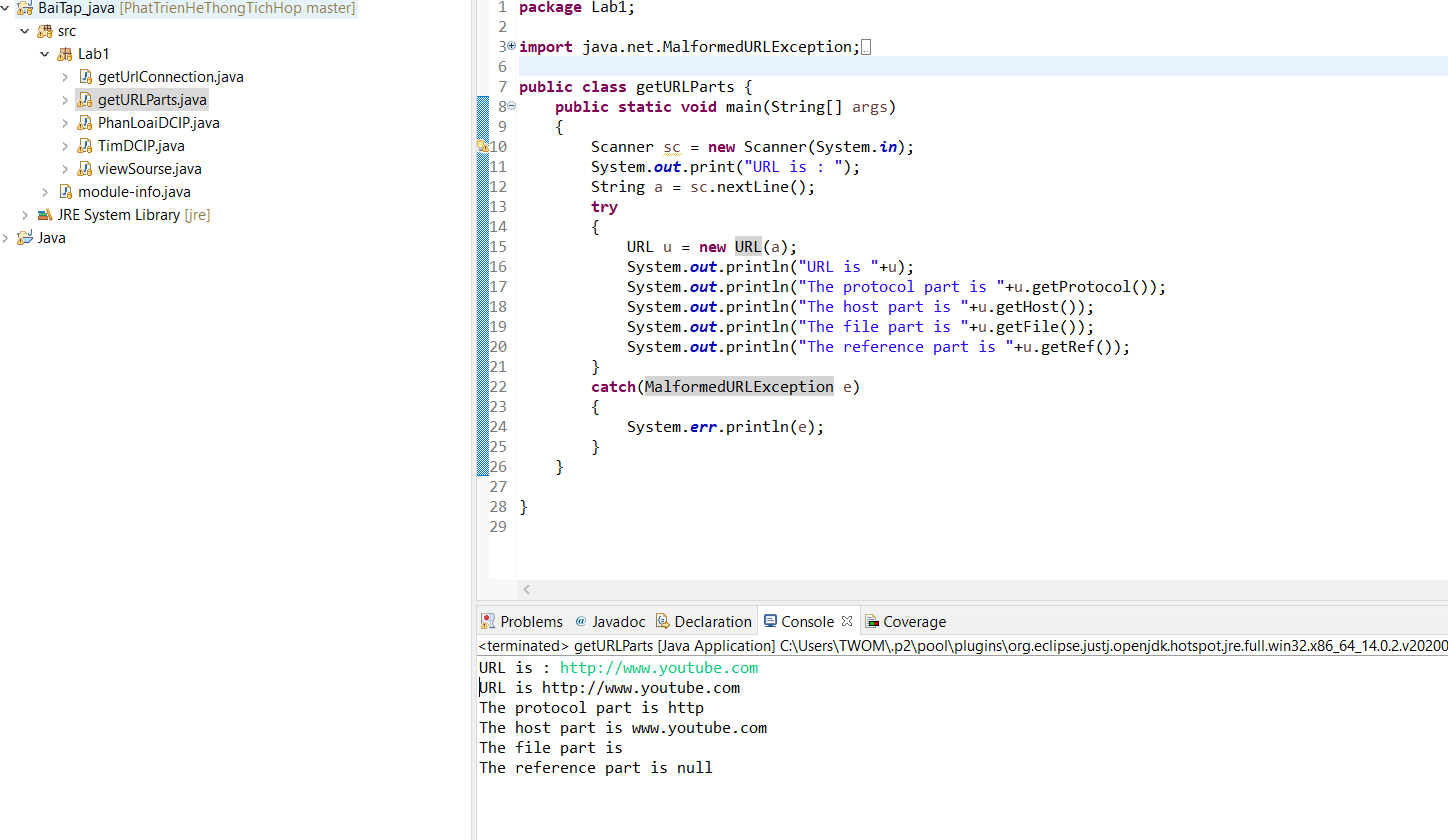 BaiTap_java [PhatTrienHeThongTichHop master]
src
Lab1
getUrlConnection.java
getURLParts.java
PhanLoaiDCIP.java
TimDCIP.java
viewSourse.java
module-info.java
JRE System Library [jre]
Java
1 package Lab1;
2
3 import java.net.MalformedURLException;
6
7 public class getURLParts {
8 public static void main(String[] args)
9 {
10 Scanner sc = new Scanner(System.in);
11 System.out.print("URL is : ");
12 String a = sc.nextLine();
13 try
14 {
15 URL u = new URL(a);
16 System.out.println("URL is "+u);
17 System.out.println("The protocol part is "+u.getProtocol());
18 System.out.println("The host part is "+u.getHost());
19 System.out.println("The file part is "+u.getFile());
20 System.out.println("The reference part is "+u.getRef());
21 }
22 catch(MalformedURLException e)
23 {
24 System.err.println(e);
25 }
26 }
27
28 }
29
Problems @ Javadoc Declaration Console Coverage
<terminated> getURLParts [Java Application] C:\Users\TWOM\.p2\pool\plugins\org.eclipse.justj.openjdk.hotspot.jre.full.win32.x86_64_14.0.2.v20200
URL is : http://www.youtube.com
URL is http://www.youtube.com
The protocol part is http
The host part is www.youtube.com
The file part is
The reference part is null